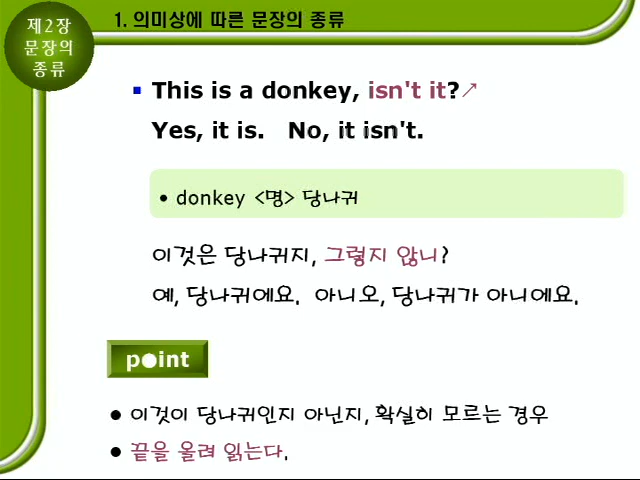 제2장
문장의
종류
1. 의미상에 따른 문장의 종류
This is a donkey, isn't it?↗
Yes, it is. No, it isn't.
• donkey <명> 당나귀
이것은 당나귀지, 그렇지 않니?
예, 당나귀에요. 아니오, 당나귀가 아니에요.
point
● 이것이 당나귀인지 아닌지, 확실히 모르는 경우
● 끝을 올려 읽는다.